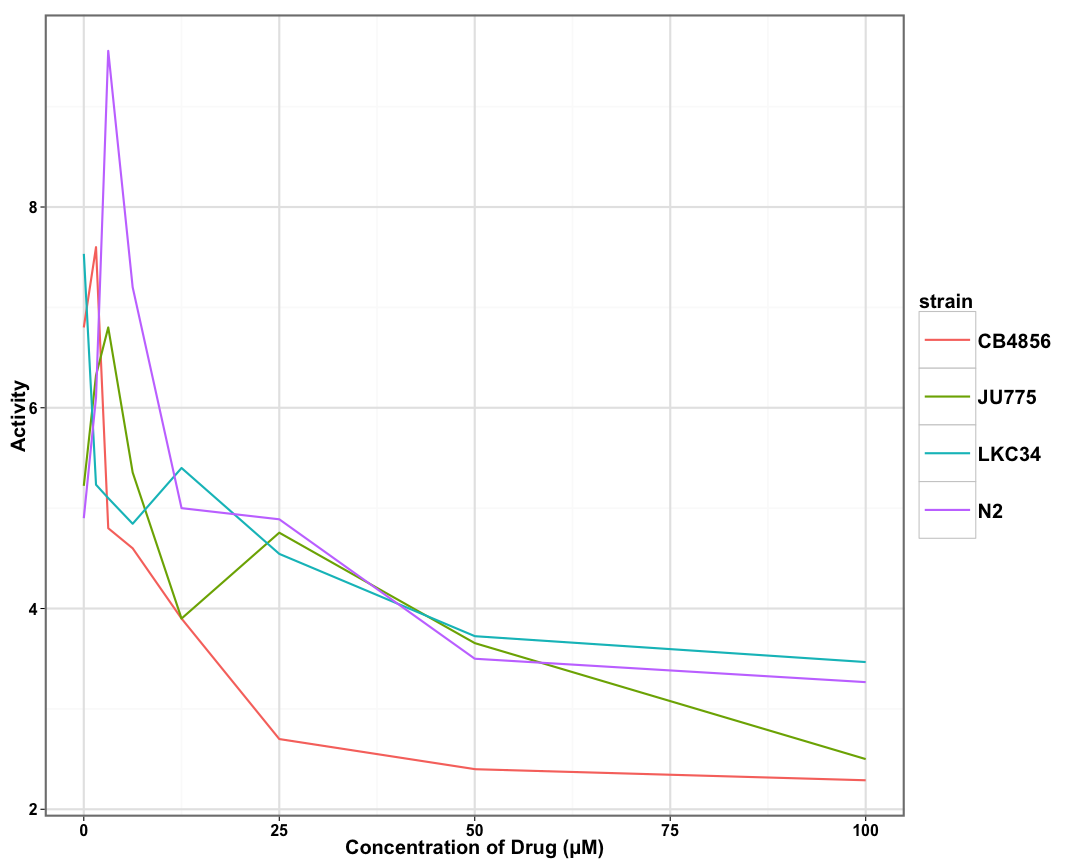 8
6
4
2
Activity
0 25 50 75 100
Concentration of Drug (µM)
strain
CB4856
JU775
LKC34
N2